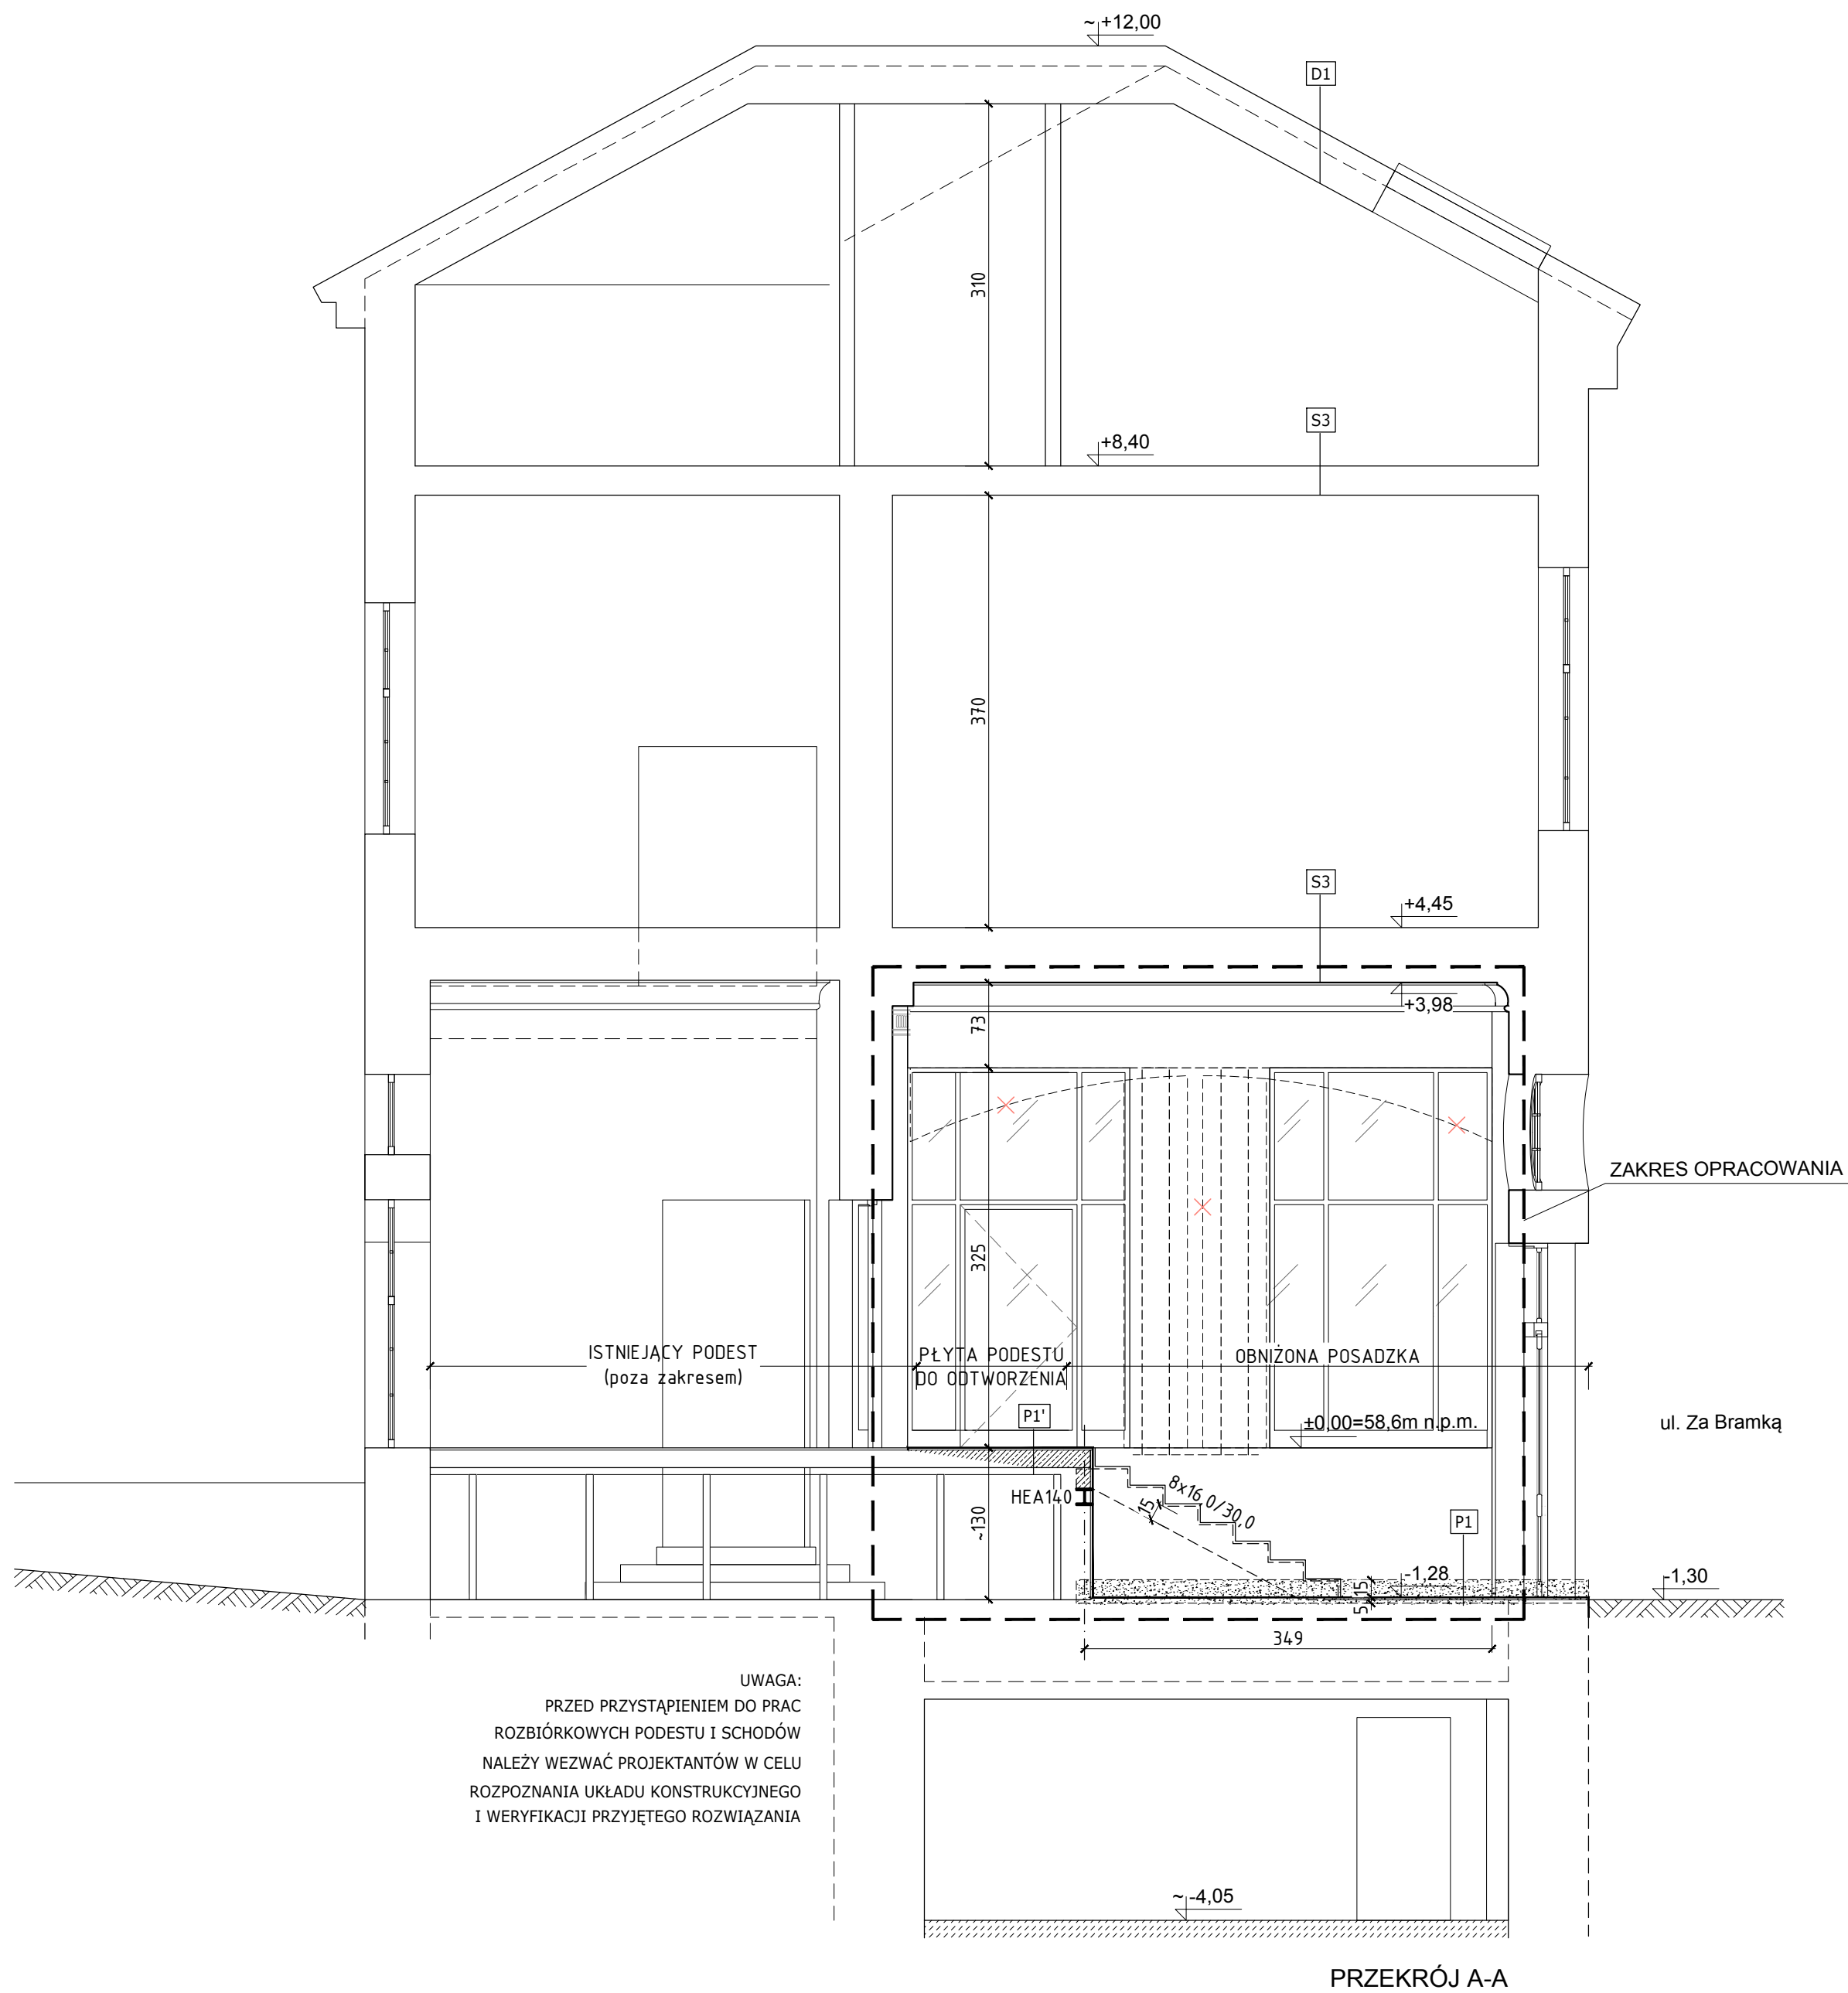 ~ +12,00
D1
310
S3
+8,40
370
S3
+4,45
+3,98
73
ZAKRES OPRACOWANIA
325
ISTNIEJĄCY PODEST
(poza zakresem)
PŁYTA PODESTU
DO ODTWORZENIA
OBNIŻONA POSADZKA
P1'
±0,00=58,6m n.p.m.
ul. Za Bramką
HEA140
~130
15
8x16,0/30,0
P1
-1,28
15
5
-1,30
349
UWAGA:
PRZED PRZYSTĄPIENIEM DO PRAC
ROZBIÓRKOWYCH PODESTU I SCHODÓW
NALEŻY WEZWAĆ PROJEKTANTÓW W CELU
ROZPOZNANIA UKŁADU KONSTRUKCYJNEGO
I WERYFIKACJI PRZYJĘTEGO ROZWIĄZANIA
~ -4,05
PRZEKRÓJ A-A